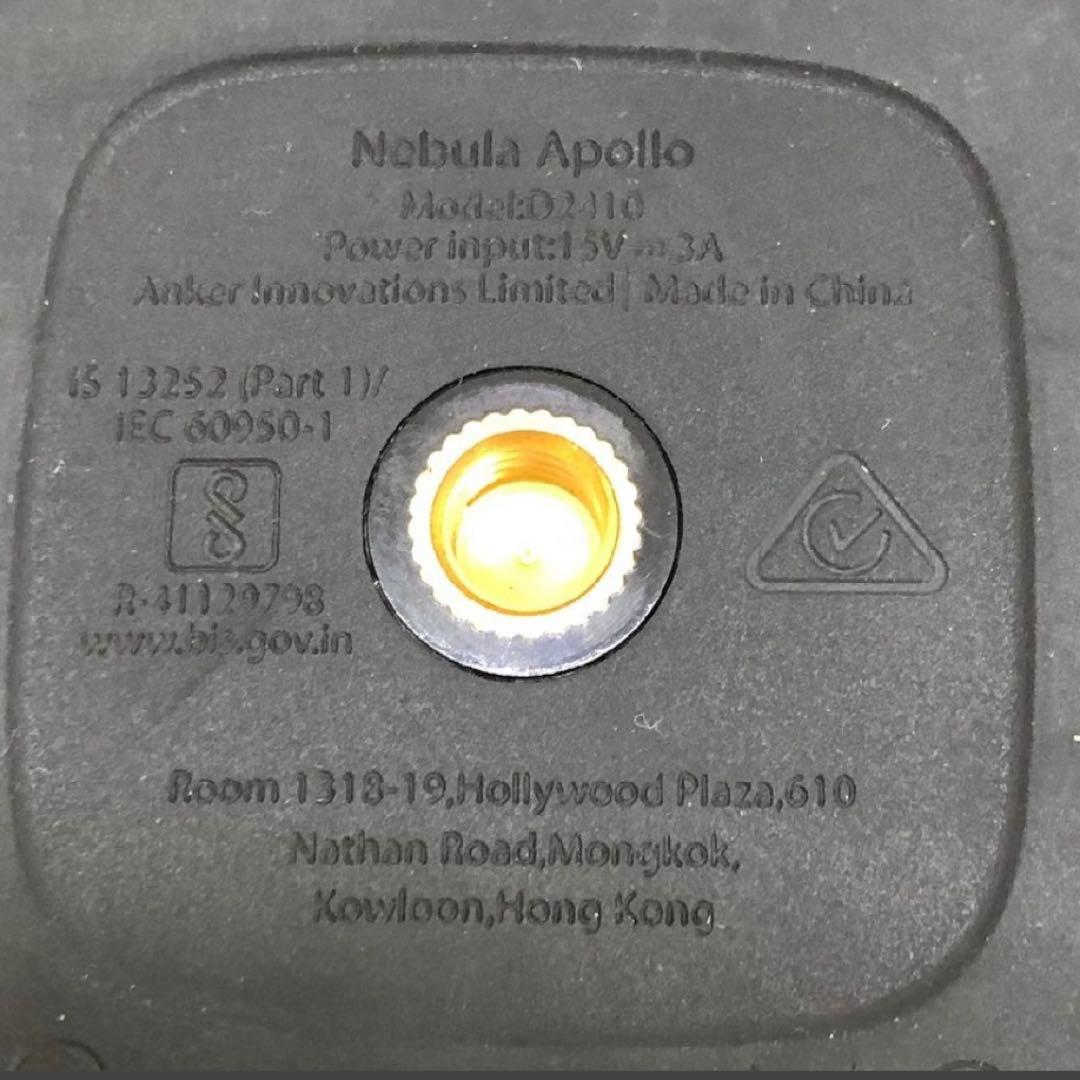 Nebula Apollo
Model:D2410
Power input:15V⎓3A
Anker Innovations Limited| Made in China
IS 13252 (Part 1)/
IEC 60950-1
R-41129798
www.bis.gov.in
Room 1318-19,Hollywood Plaza,610
Nathan Road,Mongkok,
Kowloon,Hong Kong